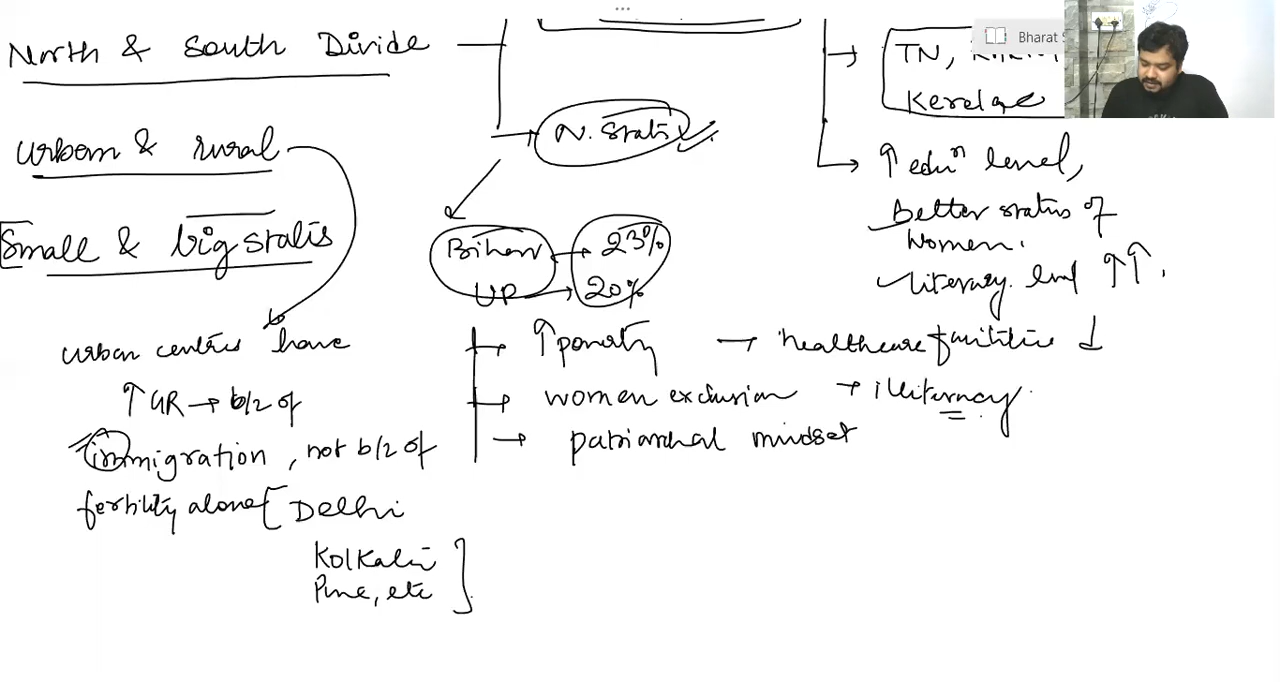 North & South Divide
Urban & rural
Small & big states
N. States
Bihar → 23%
UP → 20%
↑ poverty → healthcare facilities ↓
women exclusion → illiteracy.
patriarchal mindset
TN,
Kerala
Bharat
↑ eduⁿ level,
Better status of
Women.
literacy level ↑↑.
urban centres have
↑ GR → b/z of
immigration, not b/z of
fertility alone [Delhi
Kolkata
Pune, etc]